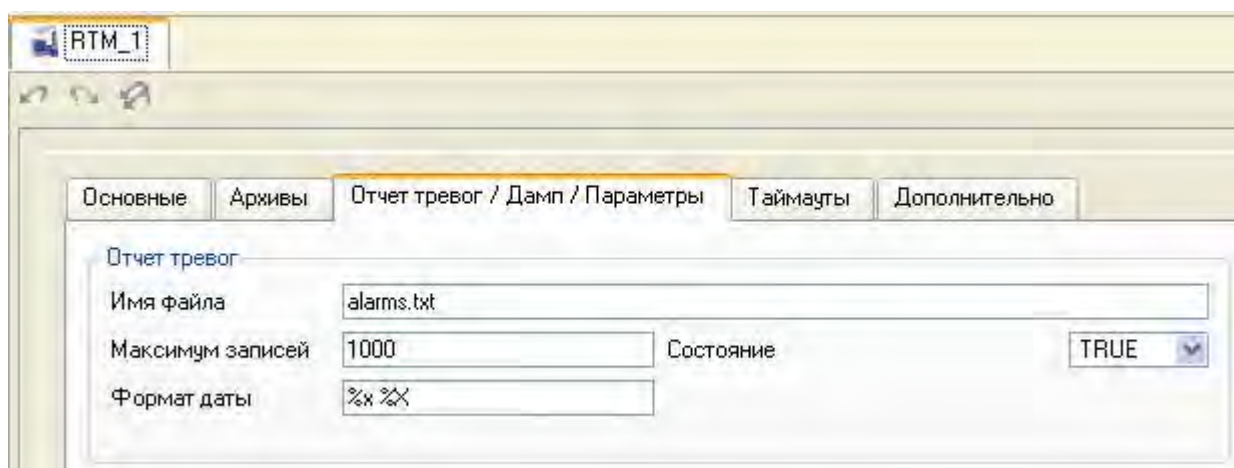 RTM_1
Основные Архивы Отчет тревог / Дамп / Параметры Таймауты Дополнительно
Отчет тревог
Имя файла alarms.txt
Максимум записей 1000 Состояние TRUE
Формат даты %x %X